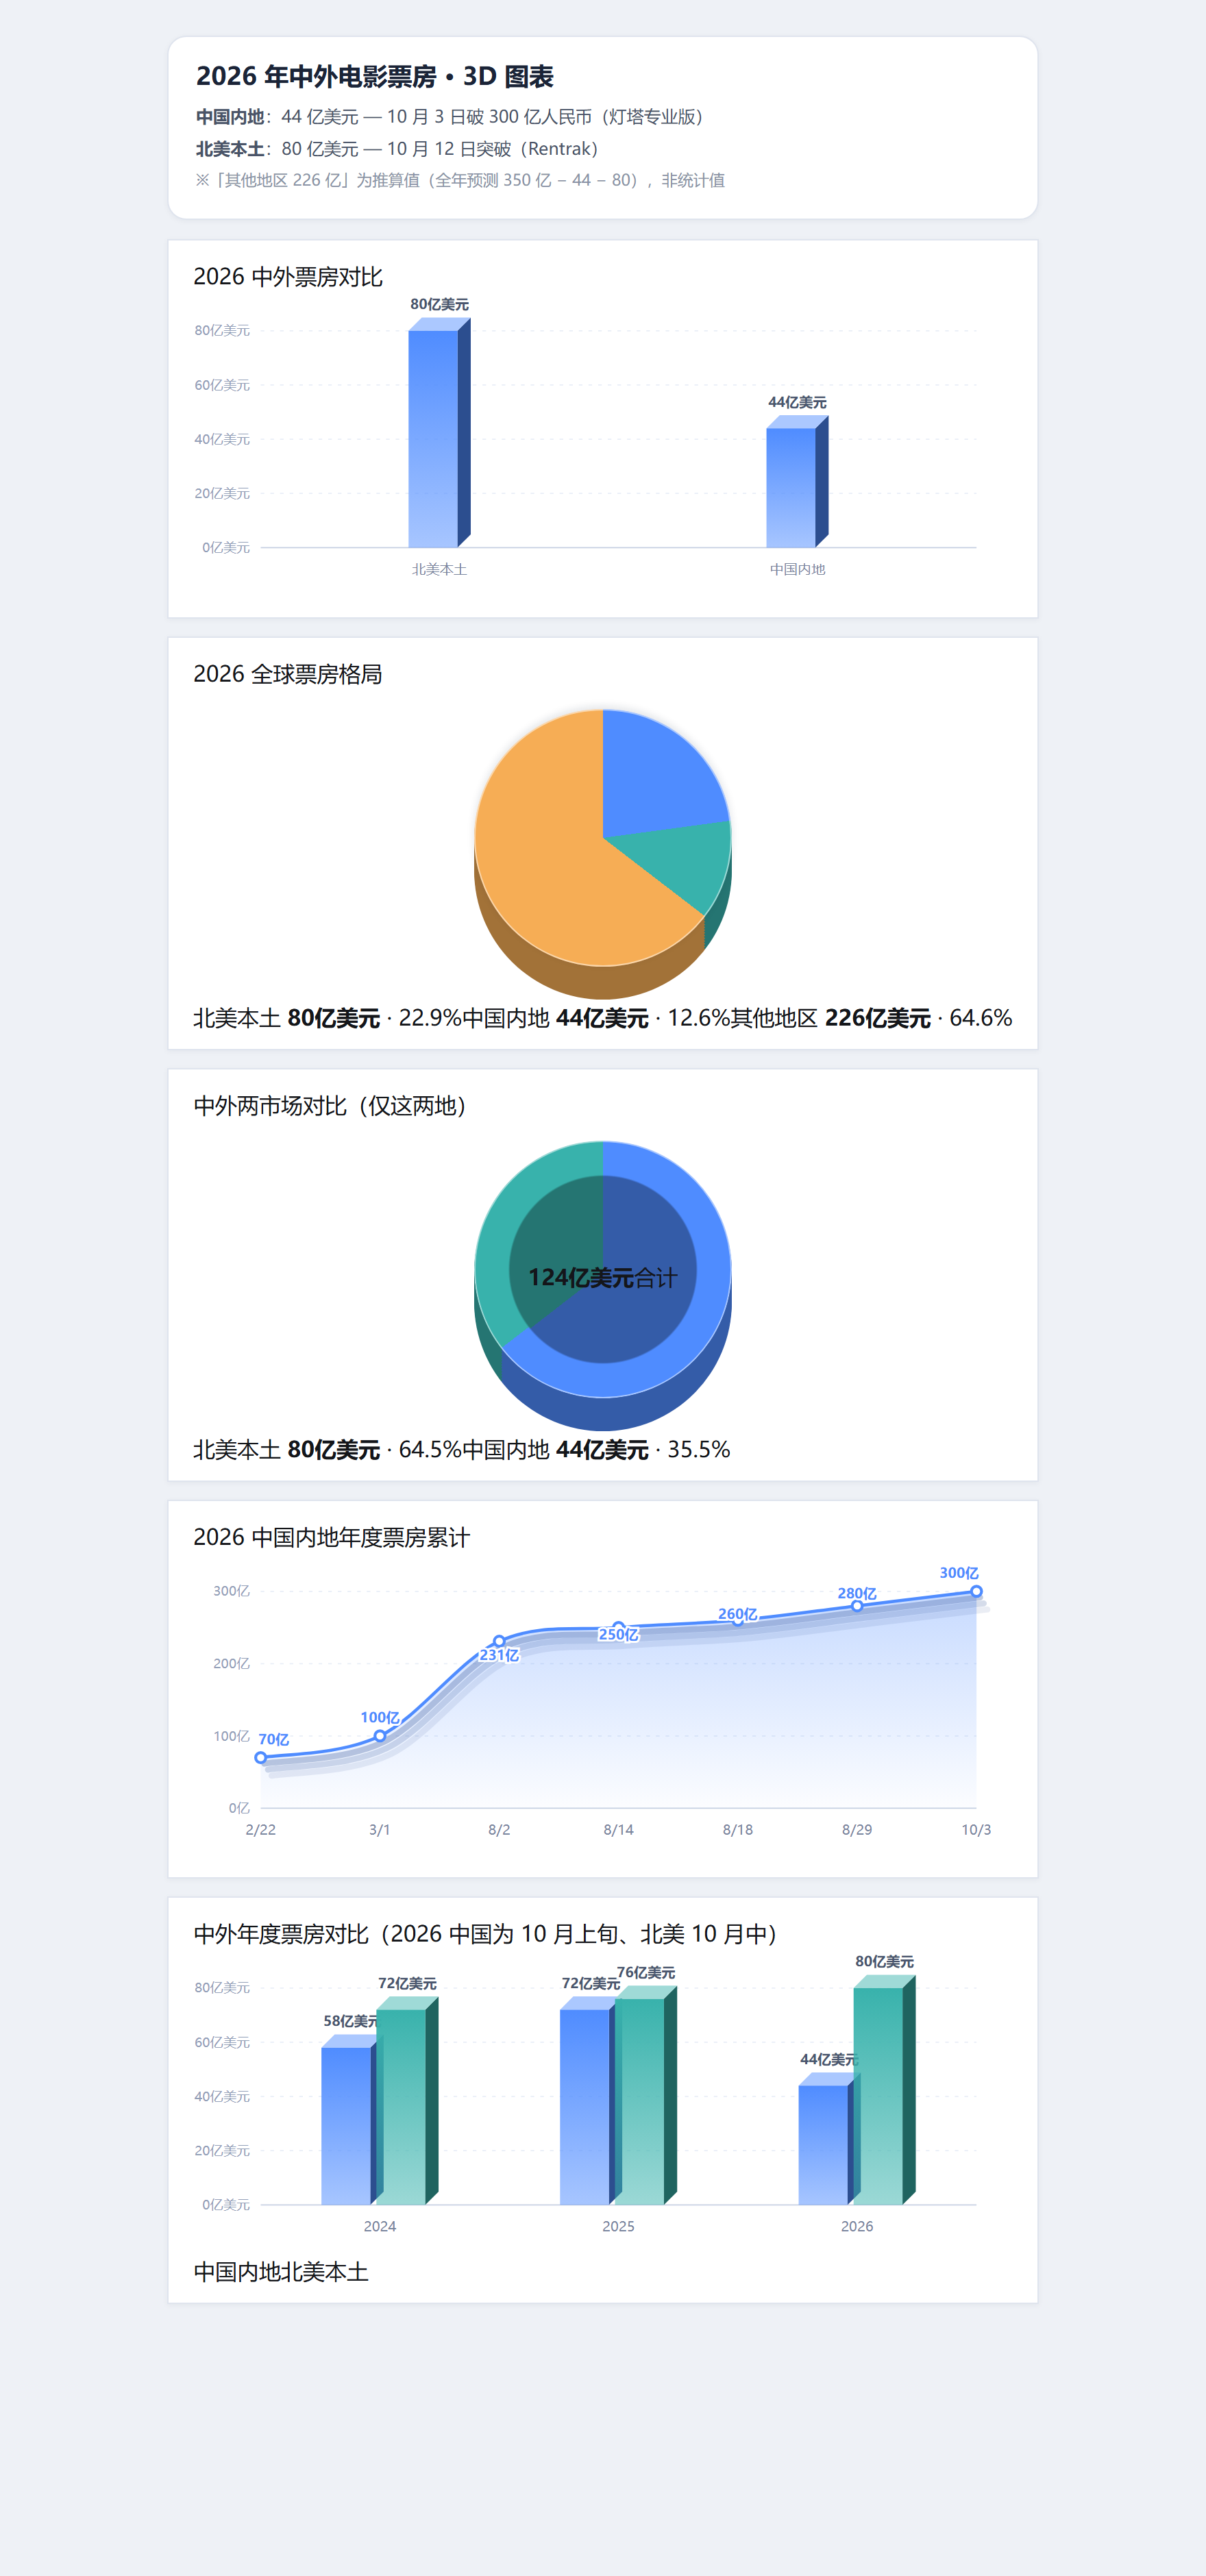 2026 年中外电影票房 · 3D 图表
中国内地：44 亿美元 — 10 月 3 日破 300 亿人民币（灯塔专业版）
北美本土：80 亿美元 — 10 月 12 日突破（Rentrak）
※「其他地区 226 亿」为推算值（全年预测 350 亿 − 44 − 80），非统计值
2026 中外票房对比
80亿美元
80亿美元
60亿美元
44亿美元
40亿美元
20亿美元
0亿美元
北美本土
中国内地
2026 全球票房格局
北美本土 80亿美元 · 22.9%中国内地 44亿美元 · 12.6%其他地区 226亿美元 · 64.6%
中外两市场对比（仅这两地）
124亿美元合计
北美本土 80亿美元 · 64.5%中国内地 44亿美元 · 35.5%
2026 中国内地年度票房累计
300亿
300亿
280亿
260亿
250亿
231亿
200亿
100亿
100亿
70亿
0亿
2/22 3/1 8/2 8/14 8/18 8/29 10/3
中外年度票房对比（2026 中国为 10 月上旬、北美 10 月中）
80亿美元
76亿美元
72亿美元
72亿美元
80亿美元
58亿美元
60亿美元
44亿美元
40亿美元
20亿美元
0亿美元
2024 2025 2026
中国内地北美本土